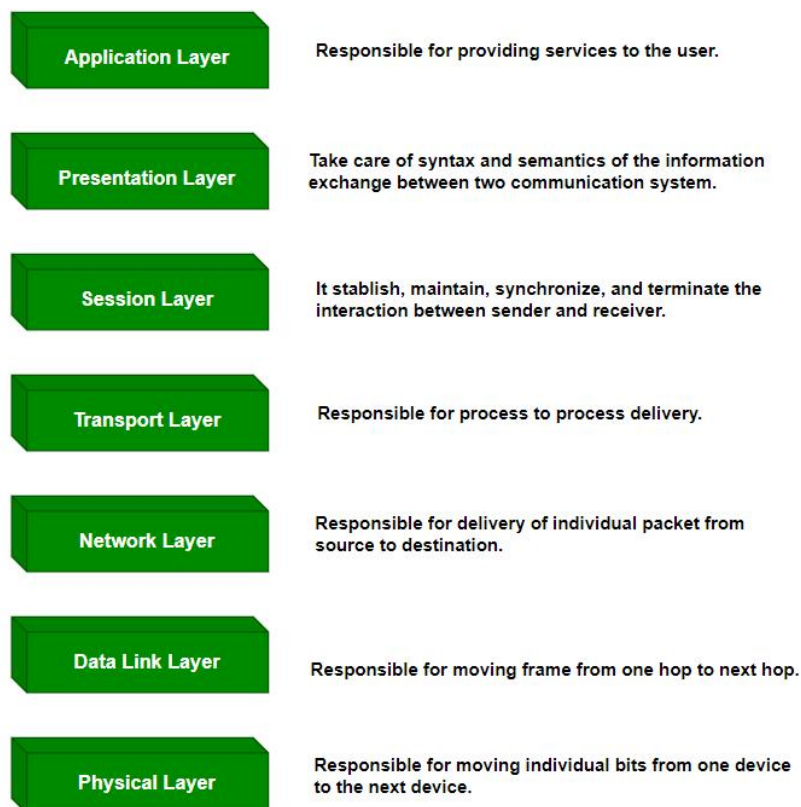 Application Layer
Responsible for providing services to the user.
Presentation Layer
Take care of syntax and semantics of the information
exchange between two communication system.
Session Layer
It stablish, maintain, synchronize, and terminate the
interaction between sender and receiver.
Transport Layer
Responsible for process to process delivery.
Network Layer
Responsible for delivery of individual packet from
source to destination.
Data Link Layer
Responsible for moving frame from one hop to next hop.
Physical Layer
Responsible for moving individual bits from one device
to the next device.